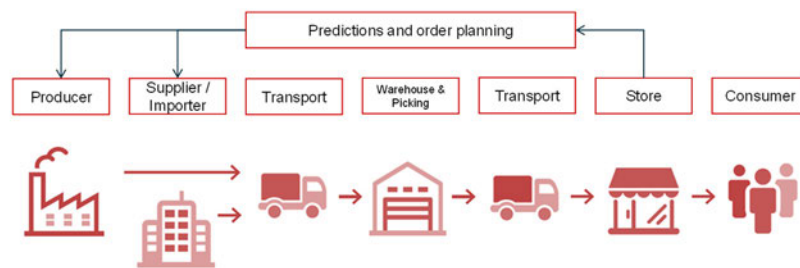 Predictions and order planning
Producer
Supplier /
Importer
Transport
Warehouse &
Picking
Transport
Store
Consumer